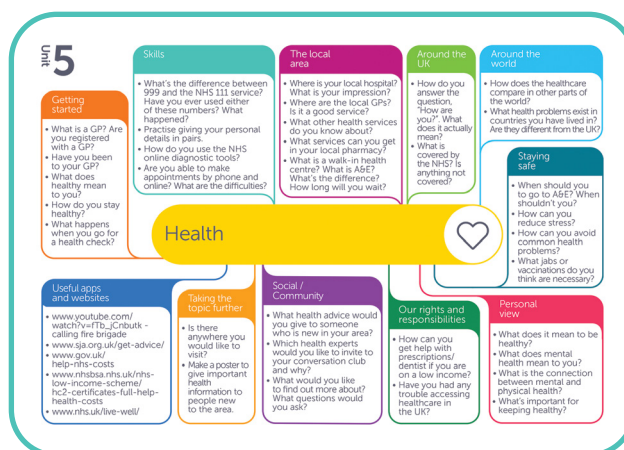 Unit 5
Getting
started
• What is a GP? Are
you registered
with a GP?
• Have you been
to your GP?
• What does
healthy mean
to you?
• How do you stay
healthy?
• What happens
when you go for
a health check?
Skills
• What's the difference between
999 and the NHS 111 service?
Have you ever used either
of these numbers? What
happened?
• Practise giving your personal
details in pairs.
• How do you use the NHS
online diagnostic tools?
• Are you able to make
appointments by phone and
online? What are the difficulties?
The local
area
• Where is your local hospital?
What is your impression?
• Where are the local GPs?
Is it a good service?
• What other health services
do you know about?
• What services can you get
in your local pharmacy?
• What is a walk-in health
centre? What is A&E?
What's the difference?
How long will you wait?
Around the
UK
• How do you
answer the
question,
"How are
you?". What
does it actually
mean?
• What is
covered by
the NHS? Is
anything not
covered?
Around the
world
• How does the healthcare
compare in other parts of
the world?
• What health problems exist in
countries you have lived in?
Are they different from the UK?
Staying
safe
• When should you
to go to A&E? When
shouldn't you?
• How can you
reduce stress?
• How can you avoid
common health
problems?
• What jabs or
vaccinations do you
think are necessary?
Health
Useful apps
and websites
• www.youtube.com/
watch?v=fTb_jCnbutk -
calling fire brigade
• www.sja.org.uk/get-advice/
• www.gov.uk/
help-nhs-costs
• www.nhsbsa.nhs.uk/nhs-
low-income-scheme/
hc2-certificates-full-help-
health-costs
• www.nhs.uk/live-well/
Taking the
topic further
• Is there
anywhere you
would like to
visit?
• Make a poster to
give important
health
information to
people new
to the area.
Social /
Community
• What health advice would
you give to someone
who is new in your area?
• Which health experts
would you like to invite to
your conversation club
and why?
• What would you like
to find out more about?
What questions would
you ask?
Our rights and
responsibilities
• How can you
get help with
prescriptions/
dentist if you are
on a low income?
• Have you had any
trouble accessing
healthcare in
the UK?
Personal
view
• What does it mean to be
healthy?
• What does mental
health mean to you?
• What is the connection
between mental and
physical health?
• What's important for
keeping healthy?